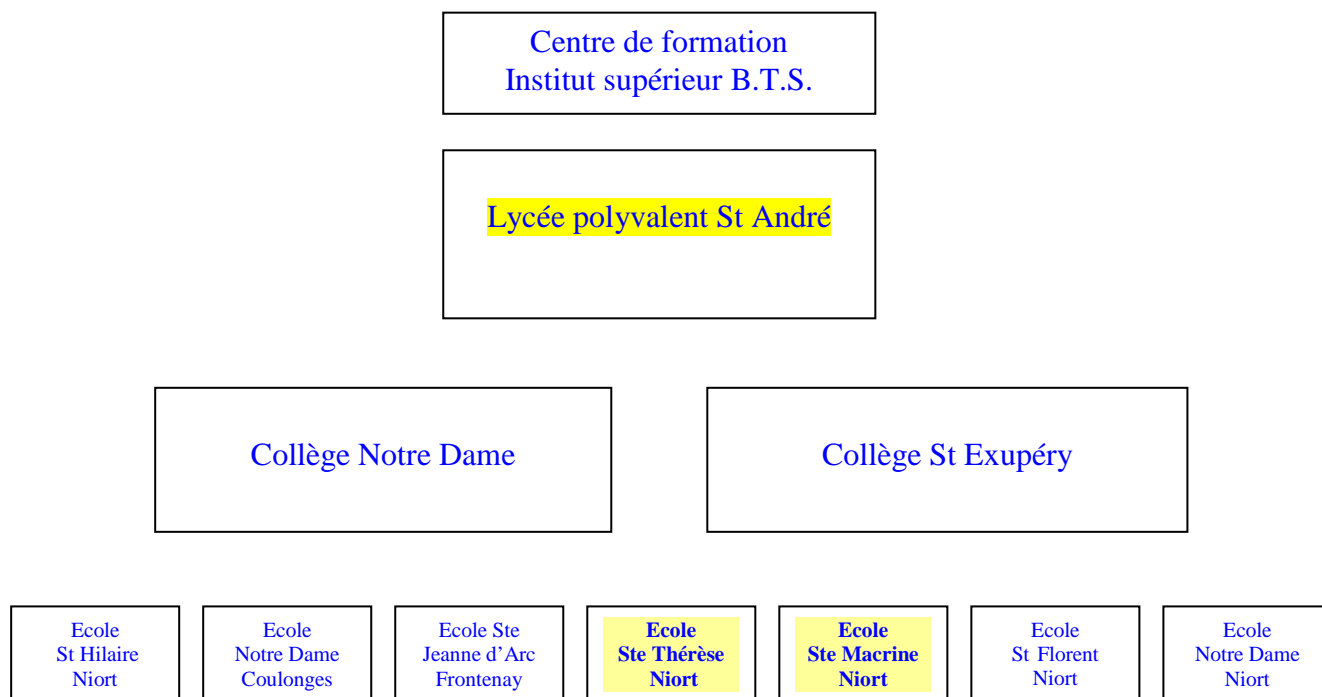 Centre de formation
Institut supérieur B.T.S.
Lycée polyvalent St André
Collège Notre Dame
Collège St Exupéry
Ecole
St Hilaire
Niort
Ecole
Notre Dame
Coulonges
Ecole Ste
Jeanne d'Arc
Frontenay
Ecole
Ste Thérèse
Niort
Ecole
Ste Macrine
Niort
Ecole
St Florent
Niort
Ecole
Notre Dame
Niort